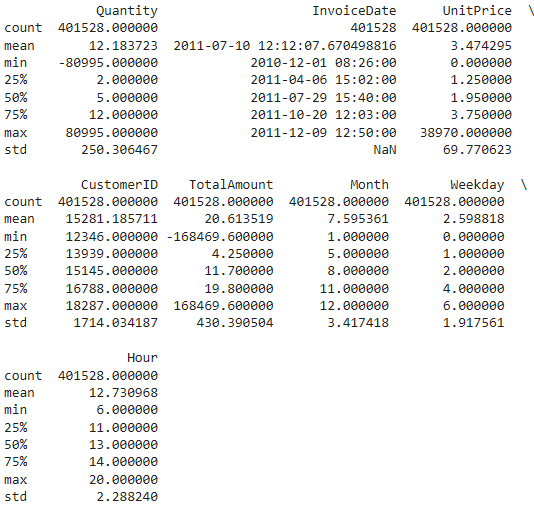 Quantity InvoiceDate UnitPrice \
count 401528.000000 401528 401528.000000
mean 12.183723 2011-07-10 12:12:07.670498816 3.474295
min -80995.000000 2010-12-01 08:26:00 0.000000
25% 2.000000 2011-04-06 15:02:00 1.250000
50% 5.000000 2011-07-29 15:40:00 1.950000
75% 12.000000 2011-10-20 12:03:00 3.750000
max 80995.000000 2011-12-09 12:50:00 38970.000000
std 250.306467 NaN 69.770623
CustomerID TotalAmount Month Weekday \
count 401528.000000 401528.000000 401528.000000 401528.000000
mean 15281.185711 20.613519 7.595361 2.598818
min 12346.000000 -168469.600000 1.000000 0.000000
25% 13939.000000 4.250000 5.000000 1.000000
50% 15145.000000 11.700000 8.000000 2.000000
75% 16788.000000 19.800000 11.000000 4.000000
max 18287.000000 168469.600000 12.000000 6.000000
std 1714.034187 430.390504 3.417418 1.917561
Hour
count 401528.000000
mean 12.730968
min 6.000000
25% 11.000000
50% 13.000000
75% 14.000000
max 20.000000
std 2.288240